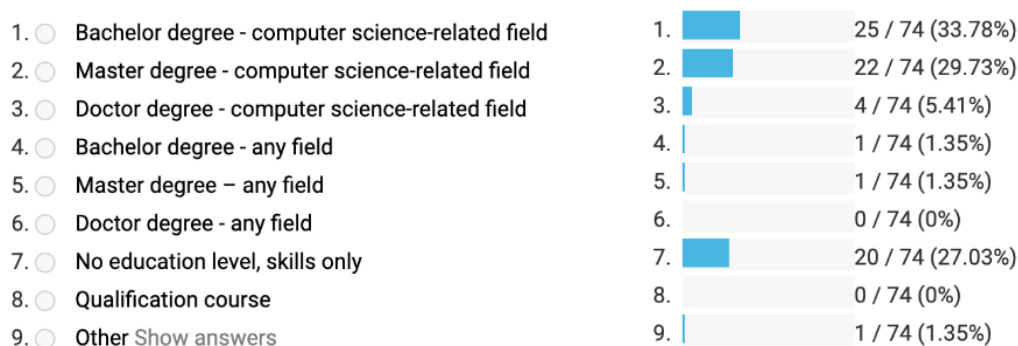 1. Bachelor degree - computer science-related field 1. 25 / 74 (33.78%)
2. Master degree - computer science-related field 2. 22 / 74 (29.73%)
3. Doctor degree - computer science-related field 3. 4 / 74 (5.41%)
4. Bachelor degree - any field 4. 1 / 74 (1.35%)
5. Master degree – any field 5. 1 / 74 (1.35%)
6. Doctor degree - any field 6. 0 / 74 (0%)
7. No education level, skills only 7. 20 / 74 (27.03%)
8. Qualification course 8. 0 / 74 (0%)
9. Other Show answers 9. 1 / 74 (1.35%)